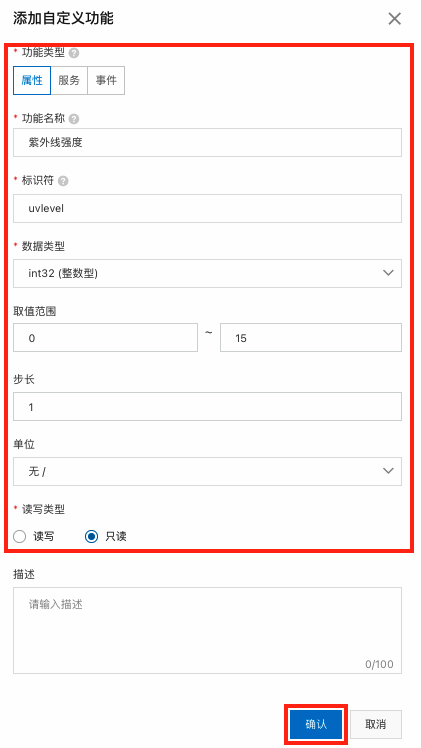 添加自定义功能
* 功能类型 ?
属性 服务 事件
* 功能名称 ?
紫外线强度
* 标识符 ?
uvlevel
* 数据类型
int32 (整数型)
取值范围
0 ~ 15
步长
1
单位
无 /
* 读写类型
读写 只读
描述
请输入描述
0/100
确认 取消